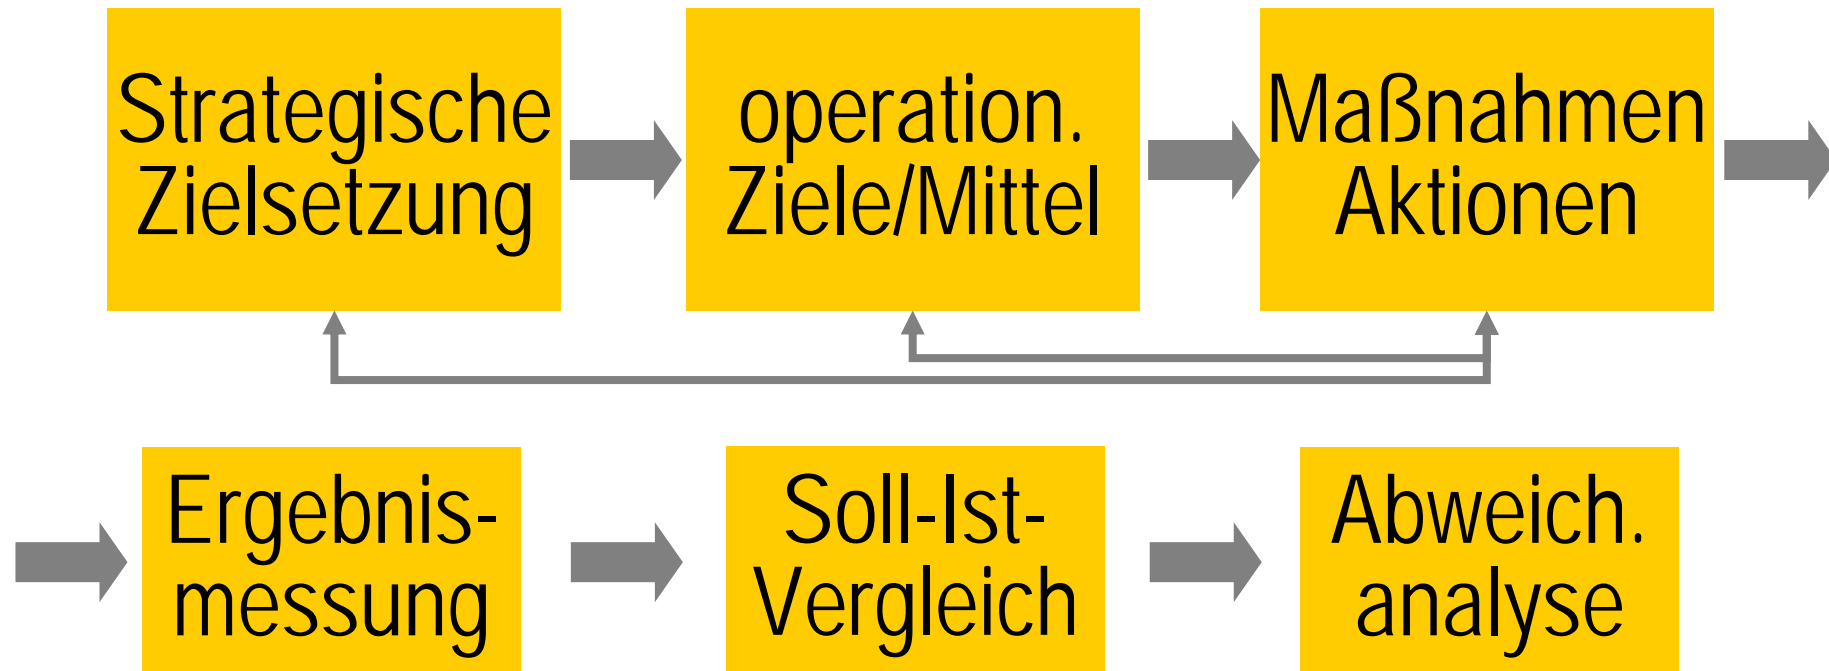 Strategische
Zielsetzung
operation.
Ziele/Mittel
Maßnahmen
Aktionen
Ergebnis-
messung
Soll-Ist-
Vergleich
Abweich.
analyse